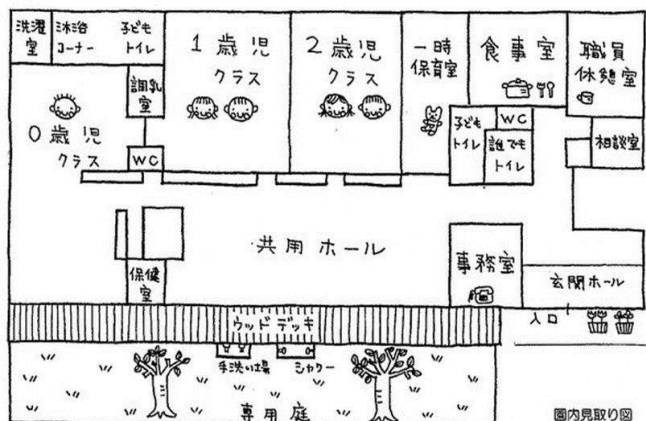 洗濯室
沐浴コーナー
子どもトイレ
1歳児クラス
2歳児クラス
一時保育室
食事室
職員休憩室
調乳室
0歳児クラス
WC
子どもトイレ
WC
誰でもトイレ
相談室
共用ホール
保健室
事務室
玄関ホール
ウッドデッキ
入口
手洗い場
シャワー
専用庭
園内見取り図